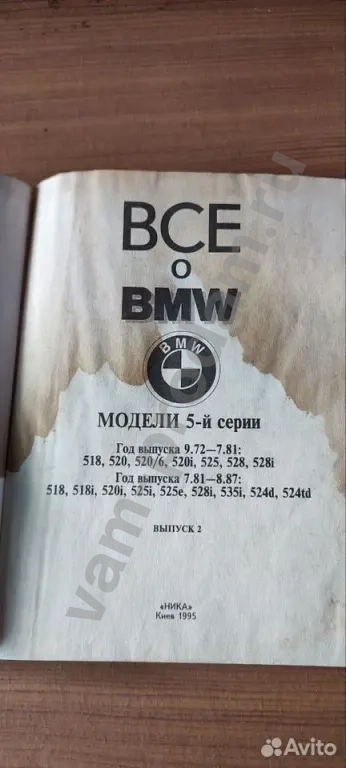 ВСЕ
О
BMW
BMW
МОДЕЛИ 5-й серии
Год выпуска 9.72—7.81:
518, 520, 520/6, 520i, 525, 528, 528i
Год выпуска 7.81—8.87:
518, 518i, 520i, 525i, 525e, 528i, 535i, 524d, 524td
ВЫПУСК 2
«НИКА»
Киев 1995
Avito